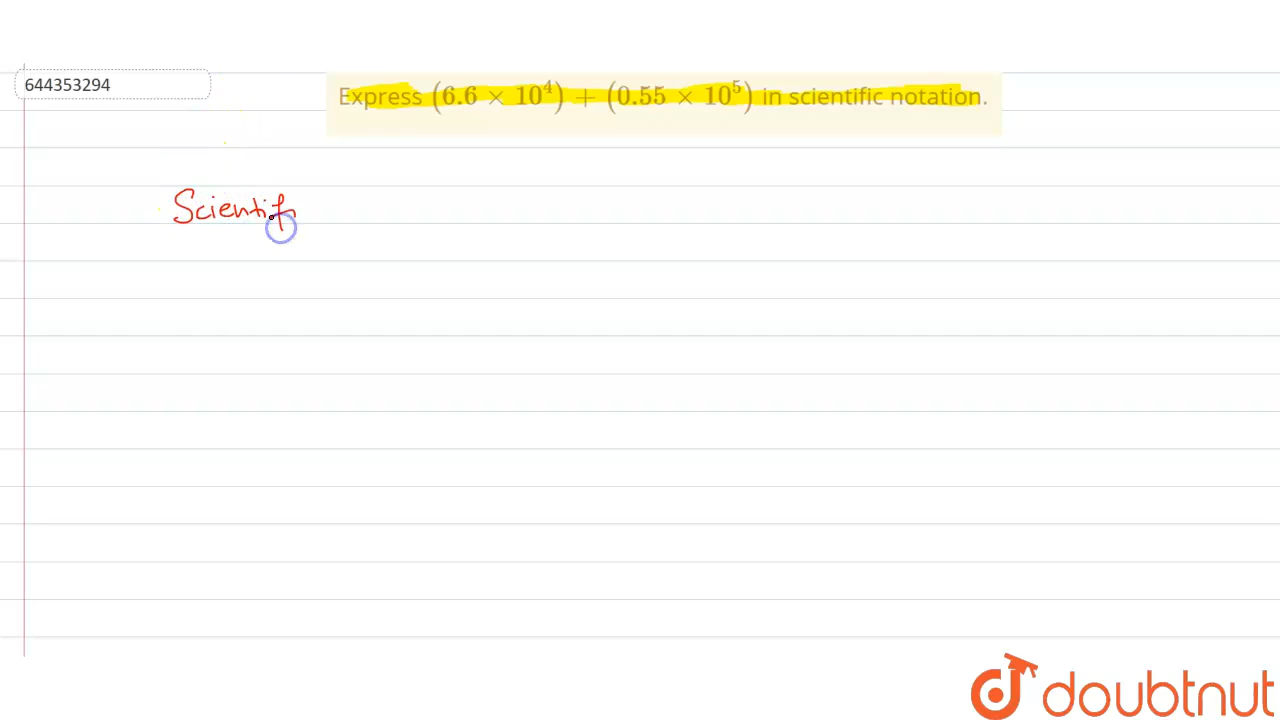 644353294
Express (6.6 × 10⁴) + (0.55 × 10⁵) in scientific notation.
Scientif
doubtnut